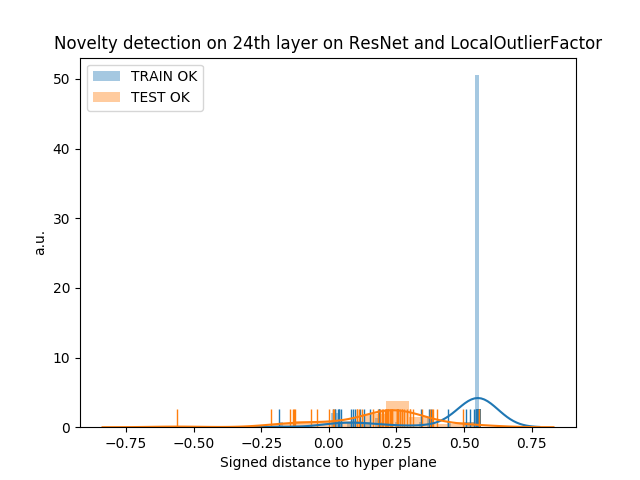 Novelty detection on 24th layer on ResNet and LocalOutlierFactor
TRAIN OK
TEST OK
50
40
30
20
10
0
a.u.
−0.75 −0.50 −0.25 0.00 0.25 0.50 0.75
Signed distance to hyper plane